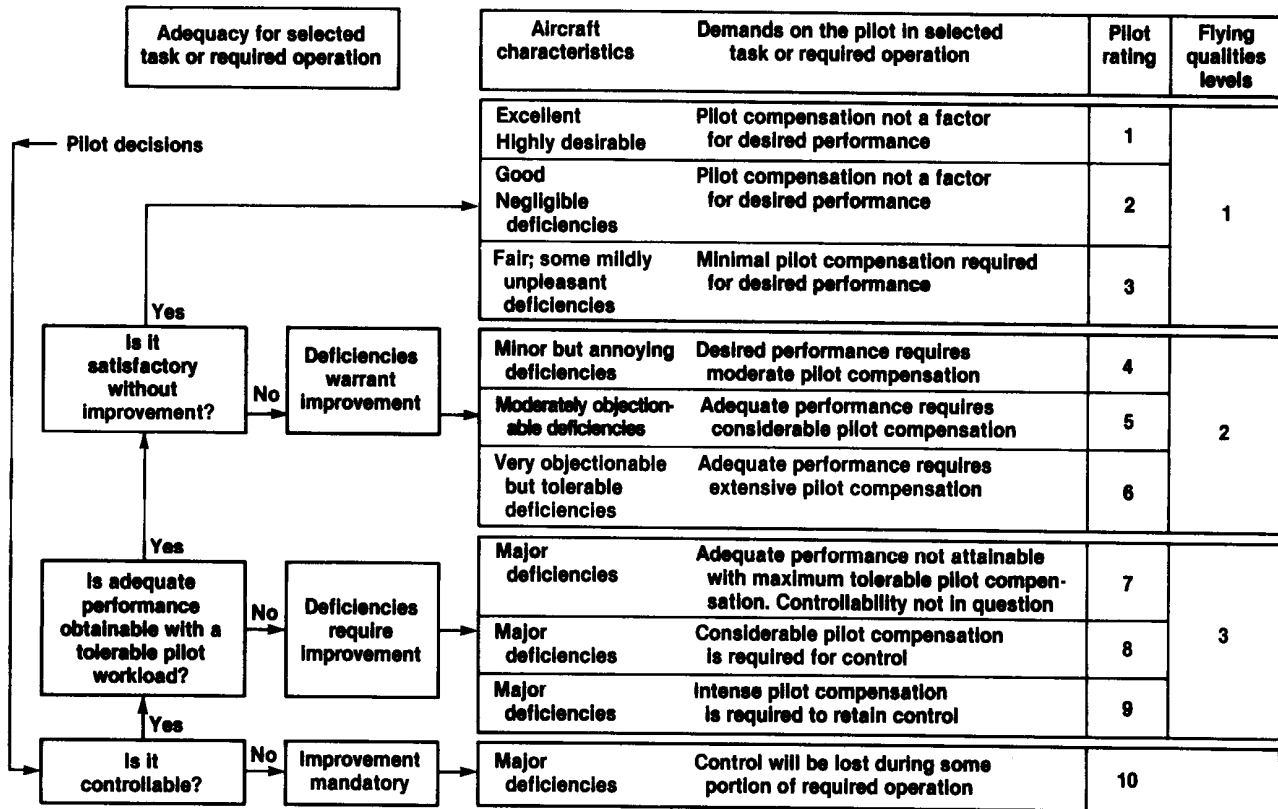 Adequacy for selected
task or required operation
Aircraft
characteristics
Demands on the pilot in selected
task or required operation
Pilot
rating
Flying
qualities
levels
Pilot decisions
Excellent
Highly desirable
Pilot compensation not a factor
for desired performance
1
Good
Negligible
deficiencies
Pilot compensation not a factor
for desired performance
2
Fair; some mildly
unpleasant
deficiencies
Minimal pilot compensation required
for desired performance
3
1
Yes
Is it
satisfactory
without
improvement?
No
Deficiencies
warrant
improvement
Minor but annoying
deficiencies
Desired performance requires
moderate pilot compensation
4
Moderately objection-
able deficiencies
Adequate performance requires
considerable pilot compensation
5
Very objectionable
but tolerable
deficiencies
Adequate performance requires
extensive pilot compensation
6
2
Yes
Is adequate
performance
obtainable with a
tolerable pilot
workload?
No
Deficiencies
require
improvement
Major
deficiencies
Adequate performance not attainable
with maximum tolerable pilot compen-
sation. Controllability not in question
7
Major
deficiencies
Considerable pilot compensation
is required for control
8
Major
deficiencies
Intense pilot compensation
is required to retain control
9
3
Yes
Is it
controllable?
No
Improvement
mandatory
Major
deficiencies
Control will be lost during some
portion of required operation
10